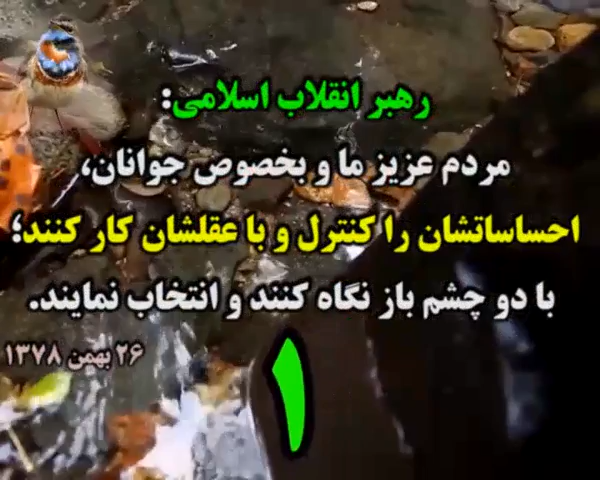 رهبر انقلاب اسلامی:
مردم عزیز ما و بخصوص جوانان،
احساساتشان را کنترل و با عقلشان کار کنند؛
با دو چشم باز نگاه کنند و انتخاب نمایند.
۲۶ بهمن ۱۳۷۸
۱